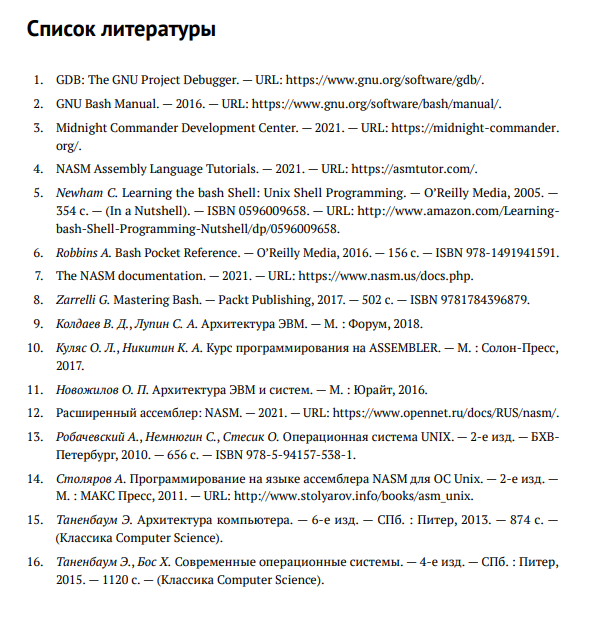 Список литературы
1. GDB: The GNU Project Debugger. — URL: https://www.gnu.org/software/gdb/.
2. GNU Bash Manual. — 2016. — URL: https://www.gnu.org/software/bash/manual/.
3. Midnight Commander Development Center. — 2021. — URL: https://midnight-commander.
org/.
4. NASM Assembly Language Tutorials. — 2021. — URL: https://asmtutor.com/.
5. Newham C. Learning the bash Shell: Unix Shell Programming. — O’Reilly Media, 2005. —
354 с. — (In a Nutshell). — ISBN 0596009658. — URL: http://www.amazon.com/Learning-
bash-Shell-Programming-Nutshell/dp/0596009658.
6. Robbins A. Bash Pocket Reference. — O’Reilly Media, 2016. — 156 с. — ISBN 978-1491941591.
7. The NASM documentation. — 2021. — URL: https://www.nasm.us/docs.php.
8. Zarrelli G. Mastering Bash. — Packt Publishing, 2017. — 502 с. — ISBN 9781784396879.
9. Колдаев В. Д., Лупин С. А. Архитектура ЭВМ. — М. : Форум, 2018.
10. Куляс О. Л., Никитин К. А. Курс программирования на ASSEMBLER. — М. : Солон-Пресс,
2017.
11. Новожилов О. П. Архитектура ЭВМ и систем. — М. : Юрайт, 2016.
12. Расширенный ассемблер: NASM. — 2021. — URL: https://www.opennet.ru/docs/RUS/nasm/.
13. Робачевский А., Немнюгин С., Стесик О. Операционная система UNIX. — 2-е изд. — БХВ-
Петербург, 2010. — 656 с. — ISBN 978-5-94157-538-1.
14. Столяров А. Программирование на языке ассемблера NASM для ОС Unix. — 2-е изд. —
М. : МАКС Пресс, 2011. — URL: http://www.stolyarov.info/books/asm_unix.
15. Таненбаум Э. Архитектура компьютера. — 6-е изд. — СПб. : Питер, 2013. — 874 с. —
(Классика Computer Science).
16. Таненбаум Э., Бос Х. Современные операционные системы. — 4-е изд. — СПб. : Питер,
2015. — 1120 с. — (Классика Computer Science).